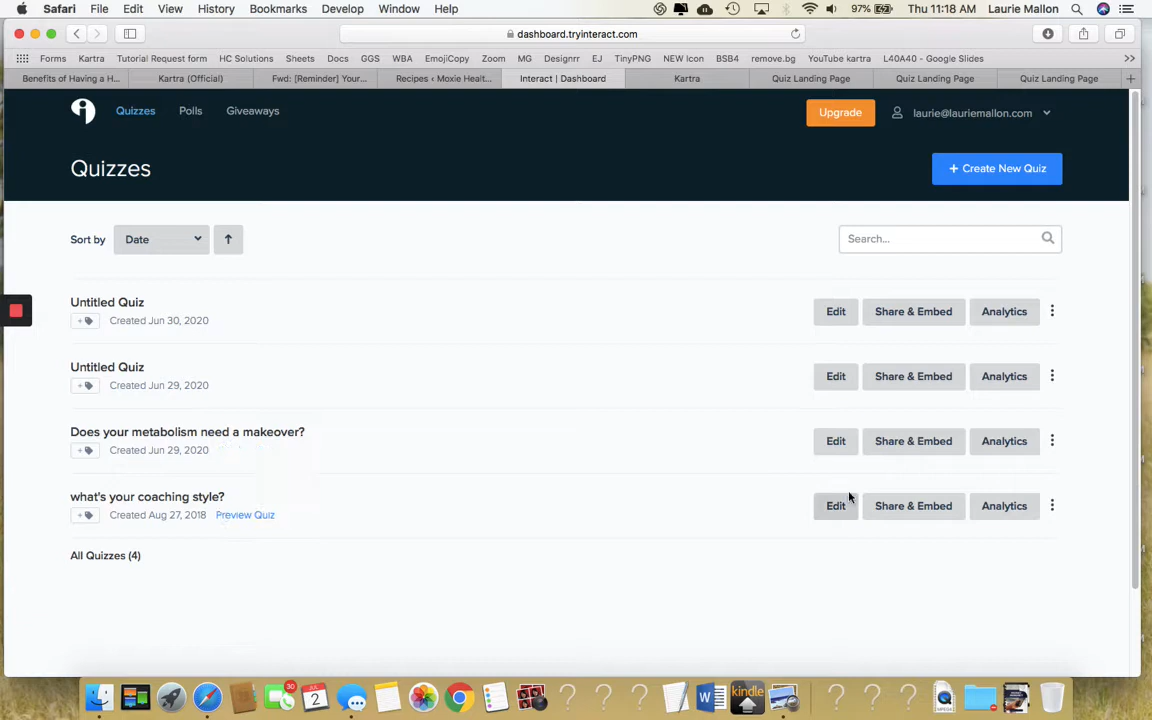 Safari File Edit View History Bookmarks Develop Window Help 97% Thu 11:18 AM Laurie Mallon
dashboard.tryinteract.com
Forms Kartra Tutorial Request form HC Solutions Sheets Docs GGS WBA EmojiCopy Zoom MG Designrr EJ TinyPNG NEW Icon BSB4 remove.bg YouTube kartra L40A40 - Google Slides
Benefits of Having a H... Kartra (Official) Fwd: [Reminder] Your... Recipes ‹ Moxie Healt... Interact | Dashboard Kartra Quiz Landing Page Quiz Landing Page Quiz Landing Page
Quizzes Polls Giveaways Upgrade laurie@lauriemallon.com
Quizzes + Create New Quiz
Sort by Date Search...
Untitled Quiz
Created Jun 30, 2020 Edit Share & Embed Analytics
Untitled Quiz
Created Jun 29, 2020 Edit Share & Embed Analytics
Does your metabolism need a makeover?
Created Jun 29, 2020 Edit Share & Embed Analytics
what's your coaching style?
Created Aug 27, 2018 Preview Quiz Edit Share & Embed Analytics
All Quizzes (4)
30
JUL
2
kindle